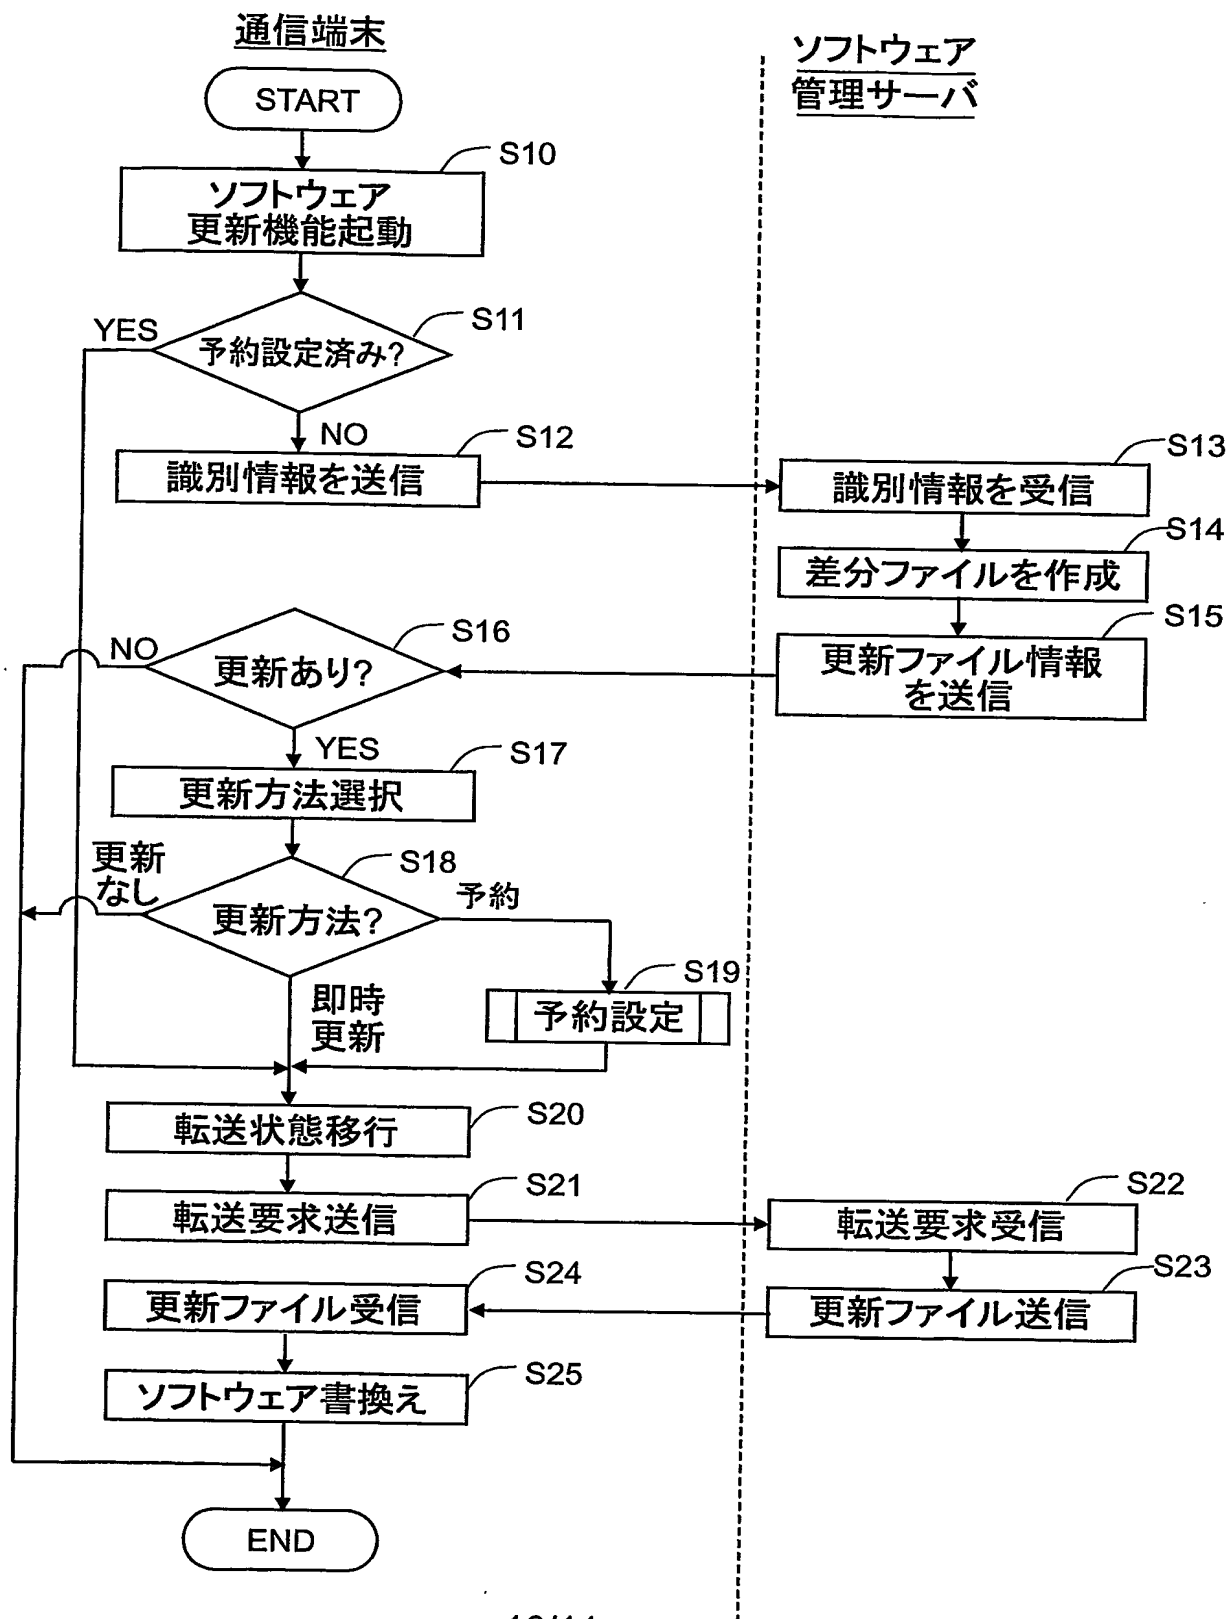 通信端末
ソフトウェア
管理サーバ
START
S10
ソフトウェア
更新機能起動
S11
YES
予約設定済み?
NO
S12
識別情報を送信
S13
識別情報を受信
S14
差分ファイルを作成
S15
更新ファイル情報
を送信
S16
NO
更新あり?
YES
S17
更新方法選択
更新
なし
S18
更新方法?
予約
S19
予約設定
即時
更新
S20
転送状態移行
S21
転送要求送信
S22
転送要求受信
S23
更新ファイル送信
S24
更新ファイル受信
S25
ソフトウェア書換え
END